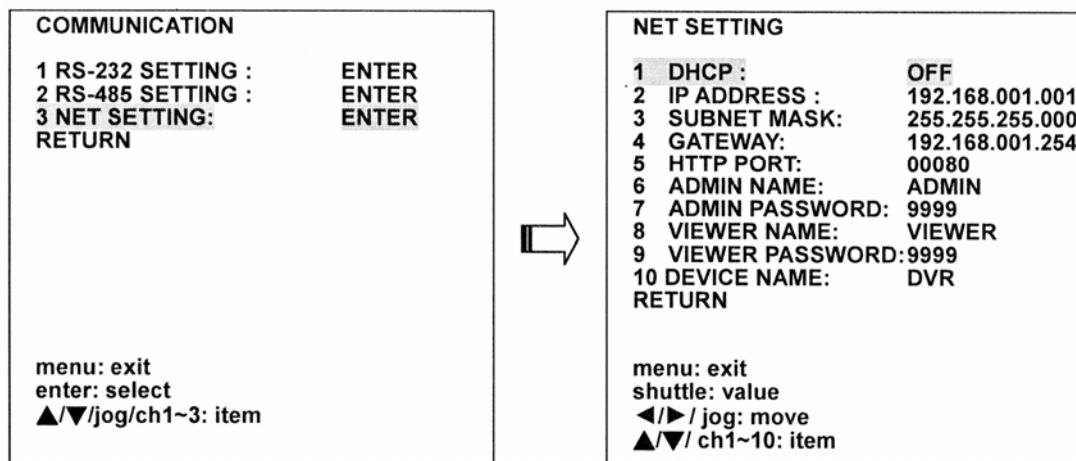 COMMUNICATION
1 RS-232 SETTING : ENTER
2 RS-485 SETTING : ENTER
3 NET SETTING: ENTER
RETURN
menu: exit
enter: select
▲/▼/jog/ch1~3: item
NET SETTING
1 DHCP : OFF
2 IP ADDRESS : 192.168.001.001
3 SUBNET MASK: 255.255.255.000
4 GATEWAY: 192.168.001.254
5 HTTP PORT: 00080
6 ADMIN NAME: ADMIN
7 ADMIN PASSWORD: 9999
8 VIEWER NAME: VIEWER
9 VIEWER PASSWORD: 9999
10 DEVICE NAME: DVR
RETURN
menu: exit
shuttle: value
◀/▶ / jog: move
▲/▼/ ch1~10: item